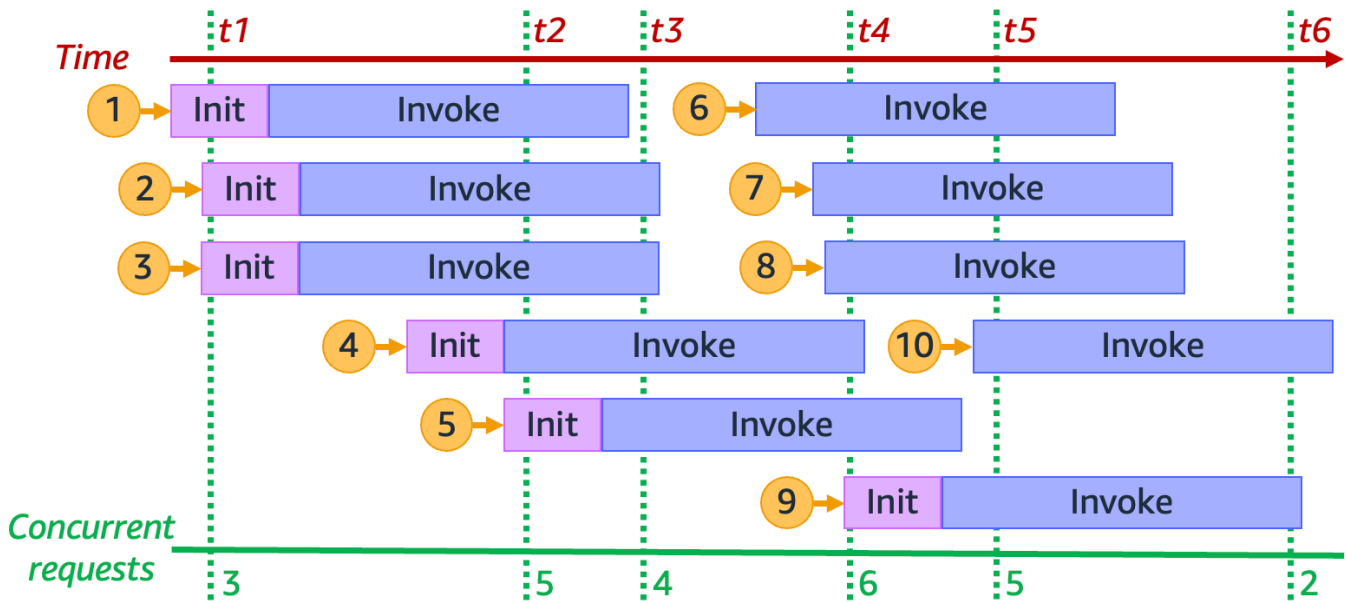 t1 t2 t3 t4 t5 t6
Time
1 Init Invoke 6 Invoke
2 Init Invoke 7 Invoke
3 Init Invoke 8 Invoke
4 Init Invoke 10 Invoke
5 Init Invoke
9 Init Invoke
Concurrent
requests
3 5 4 6 5 2